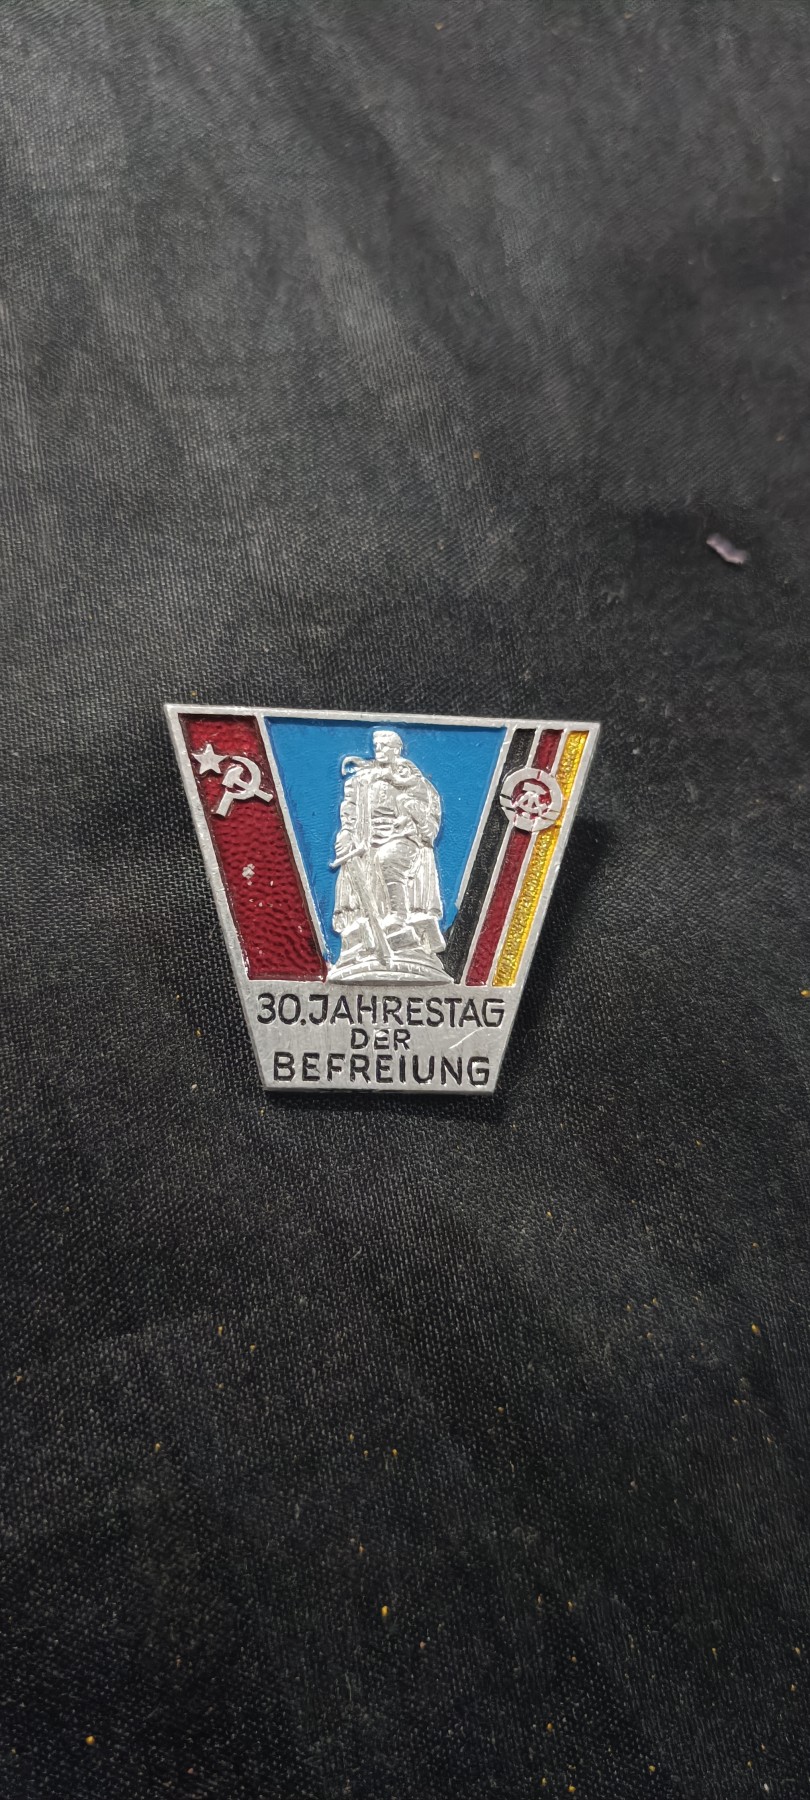 30. JAHRESTAG
DER
BEFREIUNG